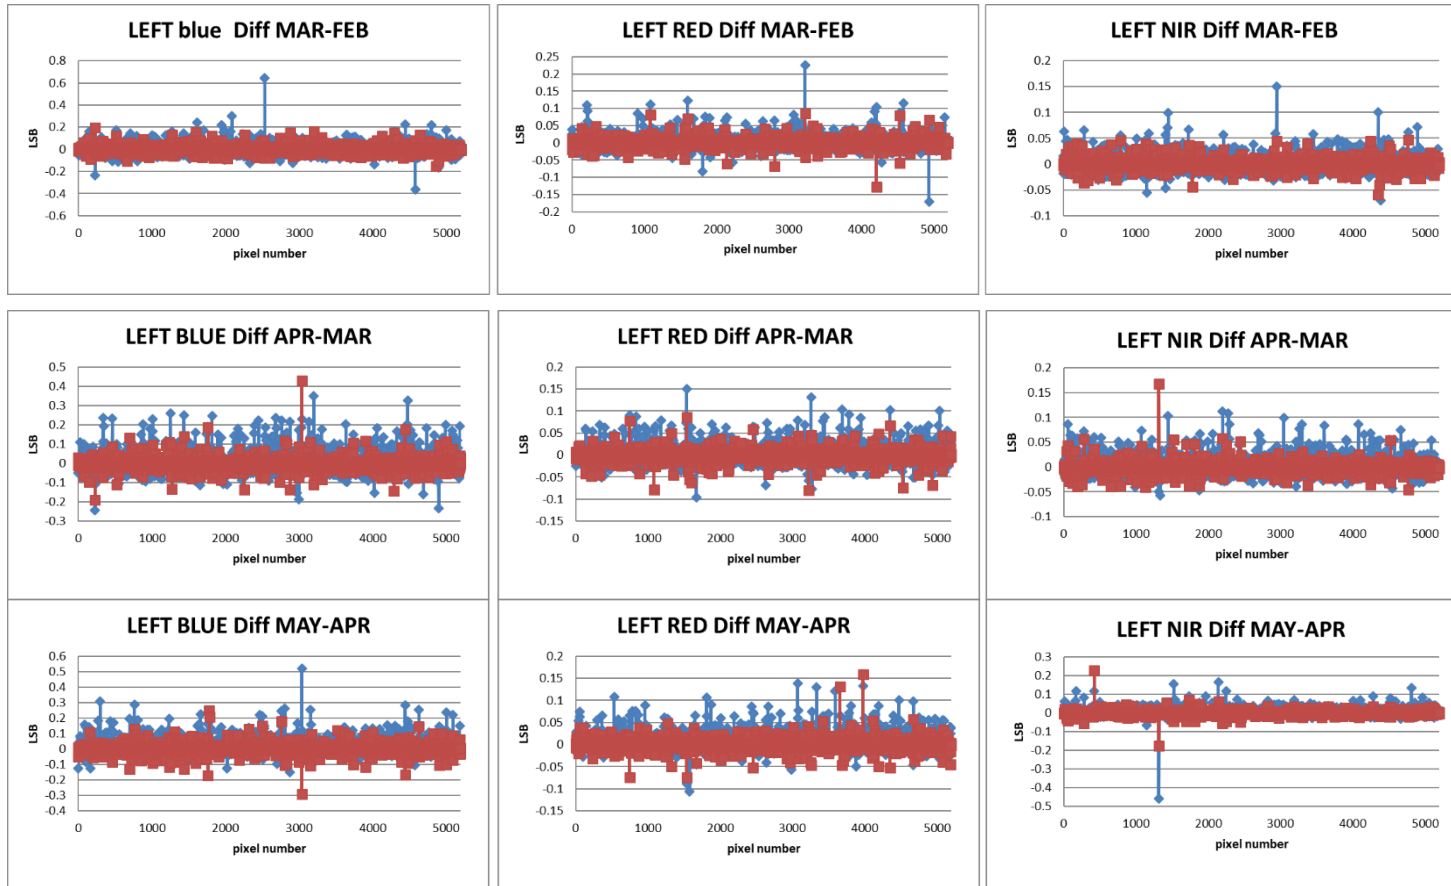 LEFT blue  Diff MAR-FEB
0.8
0.6
0.4
0.2
0
-0.2
-0.4
-0.6
LSB
0 1000 2000 3000 4000 5000
pixel number
LEFT RED Diff MAR-FEB
0.25
0.2
0.15
0.1
0.05
0
-0.05
-0.1
-0.15
-0.2
LSB
0 1000 2000 3000 4000 5000
pixel number
LEFT NIR Diff MAR-FEB
0.2
0.15
0.1
0.05
0
-0.05
-0.1
LSB
0 1000 2000 3000 4000 5000
pixel number
LEFT BLUE Diff APR-MAR
0.5
0.4
0.3
0.2
0.1
0
-0.1
-0.2
-0.3
LSB
0 1000 2000 3000 4000 5000
pixel number
LEFT RED Diff APR-MAR
0.2
0.15
0.1
0.05
0
-0.05
-0.1
-0.15
LSB
0 1000 2000 3000 4000 5000
pixel number
LEFT NIR Diff APR-MAR
0.2
0.15
0.1
0.05
0
-0.05
-0.1
LSB
0 1000 2000 3000 4000 5000
pixel number
LEFT BLUE Diff MAY-APR
0.6
0.5
0.4
0.3
0.2
0.1
0
-0.1
-0.2
-0.3
-0.4
LSB
0 1000 2000 3000 4000 5000
pixel number
LEFT RED Diff MAY-APR
0.2
0.15
0.1
0.05
0
-0.05
-0.1
-0.15
LSB
0 1000 2000 3000 4000 5000
pixel number
LEFT NIR Diff MAY-APR
0.3
0.2
0.1
0
-0.1
-0.2
-0.3
-0.4
-0.5
LSB
0 1000 2000 3000 4000 5000
pixel number